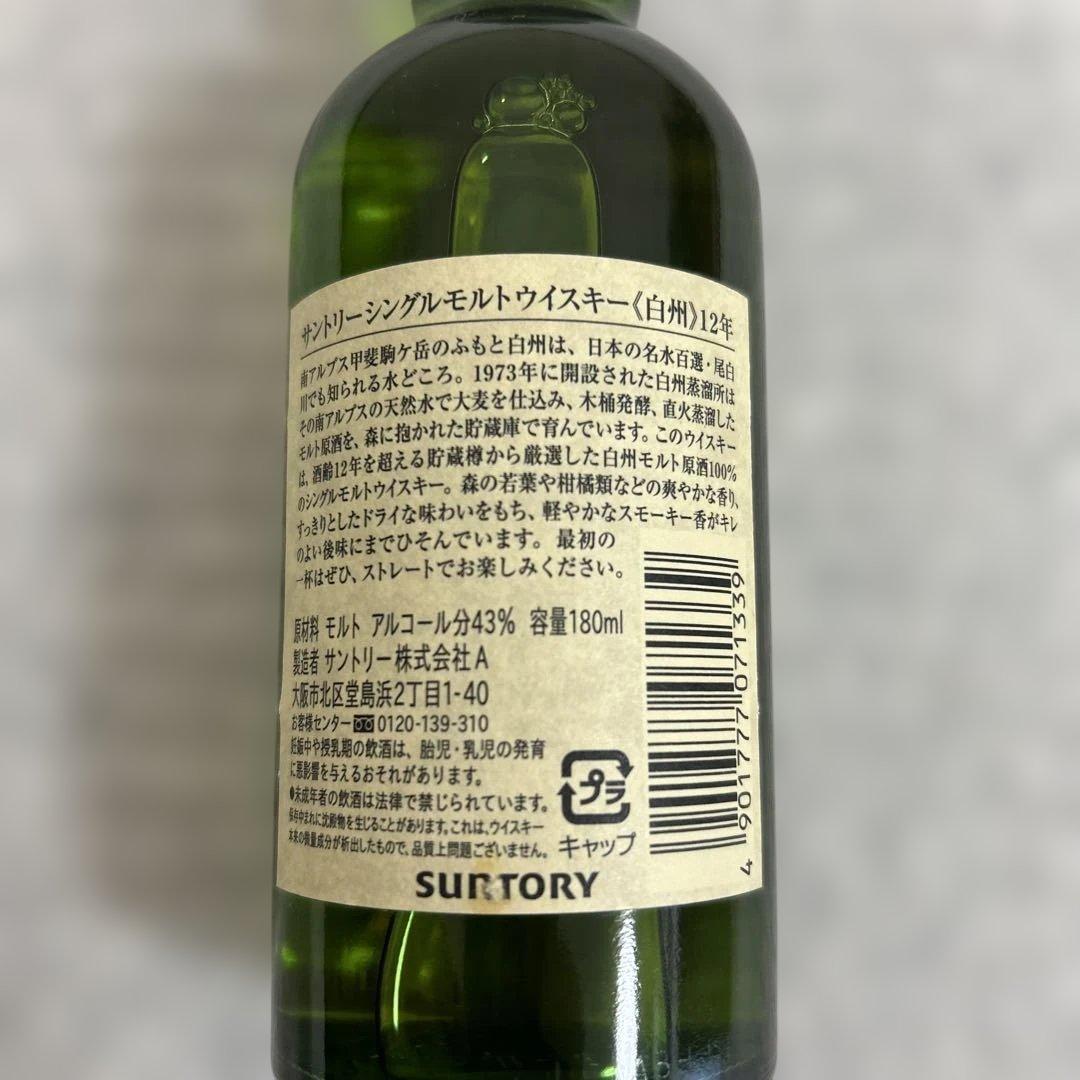 サントリーシングルモルトウイスキー《白州》12年
南アルプス甲斐駒ケ岳のふもと白州は、日本の名水百選・尾白
川でも知られる水どころ。1973年に開設された白州蒸溜所は
その南アルプスの天然水で大麦を仕込み、木桶発酵、直火蒸溜した
モルト原酒を、森に抱かれた貯蔵庫で育んでいます。このウイスキー
は、酒齢12年を超える貯蔵樽から厳選した白州モルト原酒100%
のシングルモルトウイスキー。森の若葉や柑橘類などの爽やかな香り、
すっきりとしたドライな味わいをもち、軽やかなスモーキー香がキレ
のよい後味にまでひそんでいます。最初の
一杯はぜひ、ストレートでお楽しみください。
原材料 モルト アルコール分43% 容量180ml
製造者 サントリー株式会社A
大阪市北区堂島浜2丁目1-40
お客様センター 0120-139-310
妊娠中や授乳期の飲酒は、胎児・乳児の発育
に悪影響を与えるおそれがあります。
●未成年者の飲酒は法律で禁じられています。
保存中まれに沈殿物を生じることがあります。これは、ウイスキー
本来の微量成分が析出したもので、品質上問題ございません。
プラ
キャップ
4 901777 071339
SUNTORY